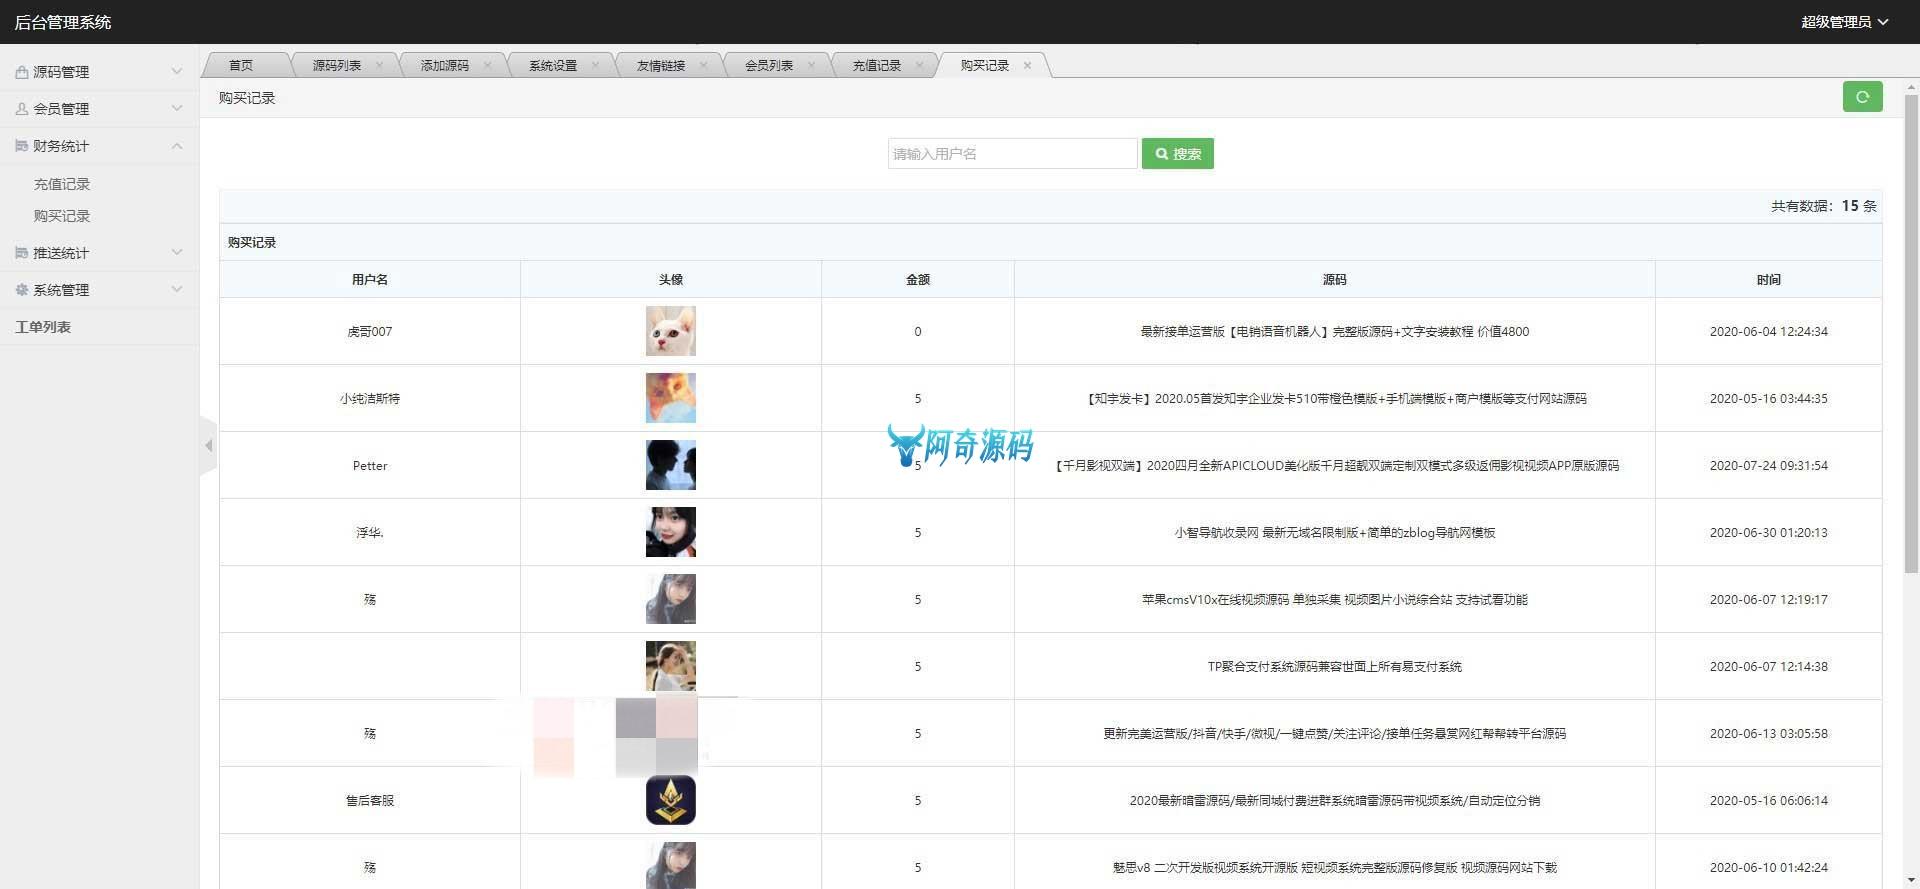 后台管理系统
超级管理员
源码管理
会员管理
财务统计
充值记录
购买记录
推送统计
系统管理
工单列表
首页 源码列表 添加源码 系统设置 友情链接 会员列表 充值记录 购买记录
购买记录
请输入用户名 搜索
共有数据：15 条
购买记录
用户名 头像 金额 源码 时间
虎哥007 0 最新接单运营版【电销语音机器人】完整版源码+文字安装教程 价值4800 2020-06-04 12:24:34
小纯洁斯特 5 【知宇发卡】2020.05首发知宇企业发卡510带橙色模版+手机端模版+商户模版等支付网站源码 2020-05-16 03:44:35
阿奇源码
Petter 5 【千月影视双端】2020四月全新APICLOUD美化版千月超靓双端定制双模式多级返佣影视视频APP原版源码 2020-07-24 09:31:54
浮华. 5 小智导航收录网 最新无域名限制版+简单的zblog导航网模板 2020-06-30 01:20:13
殇 5 苹果cmsV10x在线视频源码 单独采集 视频图片小说综合站 支持试看功能 2020-06-07 12:19:17
5 TP聚合支付系统源码兼容世面上所有易支付系统 2020-06-07 12:14:38
殇 5 更新完美运营版/抖音/快手/微视/一键点赞/关注评论/接单任务悬赏网红帮帮转平台源码 2020-06-13 03:05:58
售后客服 5 2020最新暗雷源码/最新同域付费进群系统暗雷源码带视频系统/自动定位分销 2020-05-16 06:06:14
殇 5 魅思v8 二次开发版视频系统开源版 短视频系统完整版源码修复版 视频源码网站下载 2020-06-10 01:42:24